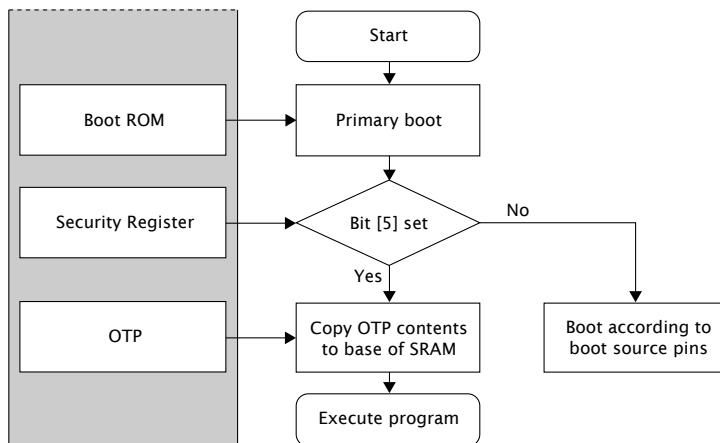 Start
Boot ROM
Primary boot
Security Register
Bit [5] set
No
Yes
OTP
Copy OTP contents
to base of SRAM
Boot according to
boot source pins
Execute program